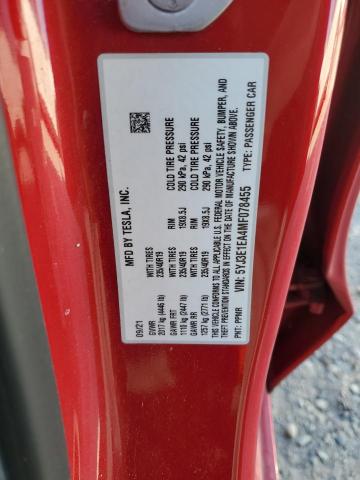 MFD BY TESLA, INC.
09/21
GVWR
2017 kg (4446 lb)
WITH TIRES
235/40R19
GAWR FRT
1110 kg (2447 lb)
WITH TIRES
235/40R19
RIM
19X8.5J
COLD TIRE PRESSURE
290 kPa, 42 psi
GAWR RR
1257 kg (2771 lb)
WITH TIRES
235/40R19
RIM
19X8.5J
COLD TIRE PRESSURE
290 kPa, 42 psi
THIS VEHICLE CONFORMS TO ALL APPLICABLE U.S. FEDERAL MOTOR VEHICLE SAFETY, BUMPER, AND
THEFT PREVENTION STANDARDS IN EFFECT ON THE DATE OF MANUFACTURE SHOWN ABOVE.
VIN: 5YJ3E1EA4MF078455
TYPE: PASSENGER CAR
PNT: PPMR